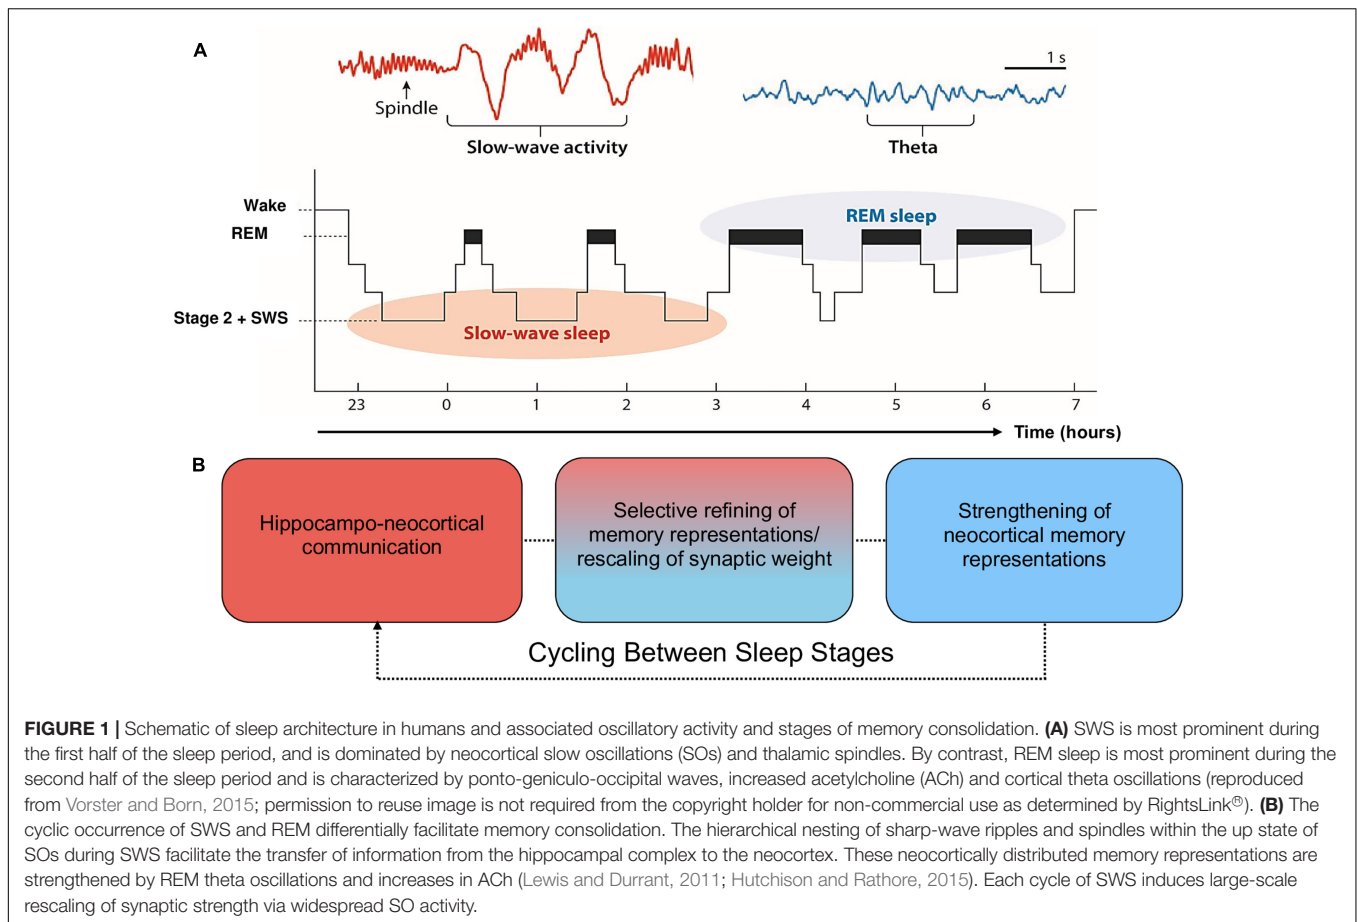 A
1 s
Spindle
Slow-wave activity
Theta
Wake
REM sleep
REM
Stage 2 + SWS
Slow-wave sleep
23 0 1 2 3 4 5 6 7
Time (hours)
B
Hippocampo-neocortical
communication
Selective refining of
memory representations/
rescaling of synaptic weight
Strengthening of
neocortical memory
representations
Cycling Between Sleep Stages
FIGURE 1 | Schematic of sleep architecture in humans and associated oscillatory activity and stages of memory consolidation. (A) SWS is most prominent during
the first half of the sleep period, and is dominated by neocortical slow oscillations (SOs) and thalamic spindles. By contrast, REM sleep is most prominent during the
second half of the sleep period and is characterized by ponto-geniculo-occipital waves, increased acetylcholine (ACh) and cortical theta oscillations (reproduced
from Vorster and Born, 2015; permission to reuse image is not required from the copyright holder for non-commercial use as determined by RightsLink®). (B) The
cyclic occurrence of SWS and REM differentially facilitate memory consolidation. The hierarchical nesting of sharp-wave ripples and spindles within the up state of
SOs during SWS facilitate the transfer of information from the hippocampal complex to the neocortex. These neocortically distributed memory representations are
strengthened by REM theta oscillations and increases in ACh (Lewis and Durrant, 2011; Hutchison and Rathore, 2015). Each cycle of SWS induces large-scale
rescaling of synaptic strength via widespread SO activity.